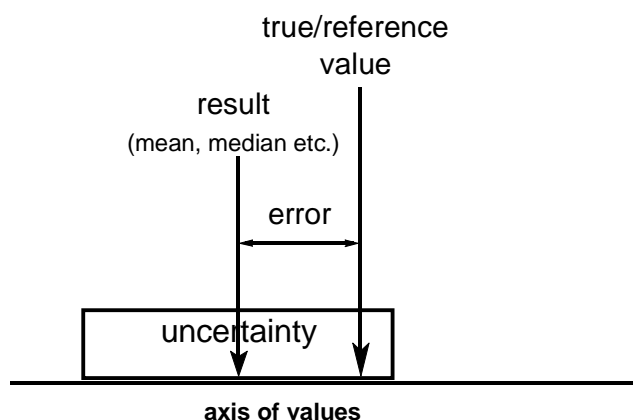 true/reference
value
result
(mean, median etc.)
error
uncertainty
axis of values